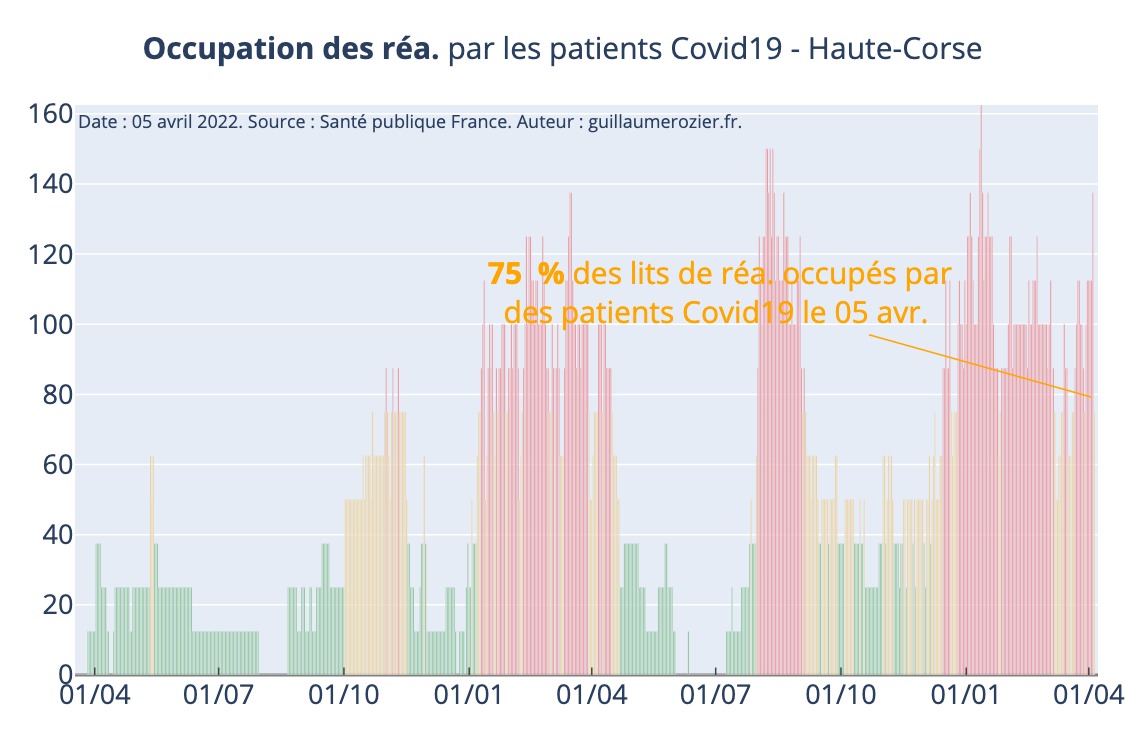 Occupation des réa. par les patients Covid19 - Haute-Corse
160
Date : 05 avril 2022. Source : Santé publique France. Auteur : guillaumerozier.fr.
140
120
75 % des lits de réa. occupés par
des patients Covid19 le 05 avr.
100
80
60
40
20
0
01/04 01/07 01/10 01/01 01/04 01/07 01/10 01/01 01/04